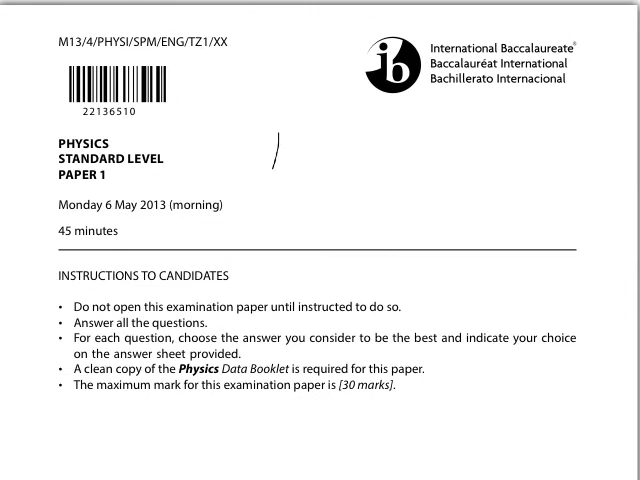 M13/4/PHYSI/SPM/ENG/TZ1/XX
International Baccalaureate®
Baccalauréat International
Bachillerato Internacional
ib
22136510
PHYSICS
STANDARD LEVEL
PAPER 1
Monday 6 May 2013 (morning)
45 minutes
INSTRUCTIONS TO CANDIDATES
• Do not open this examination paper until instructed to do so.
• Answer all the questions.
• For each question, choose the answer you consider to be the best and indicate your choice
on the answer sheet provided.
• A clean copy of the Physics Data Booklet is required for this paper.
• The maximum mark for this examination paper is [30 marks].